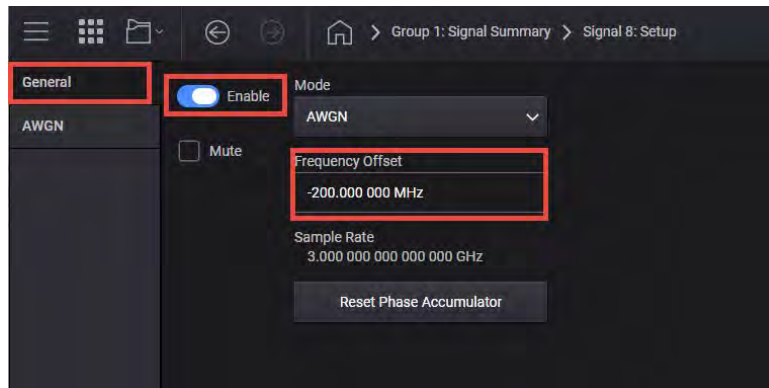 Group 1: Signal Summary > Signal 8: Setup
General
AWGN
Enable
Mute
Mode
AWGN
Frequency Offset
-200.000 000 MHz
Sample Rate
3.000 000 000 000 000 GHz
Reset Phase Accumulator